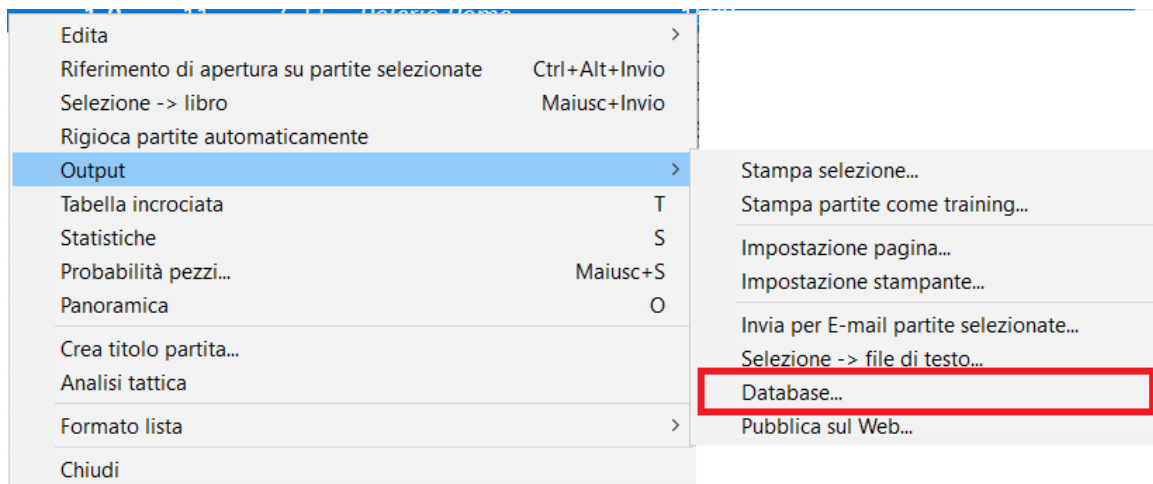 Edita
Riferimento di apertura su partite selezionate Ctrl+Alt+Invio
Selezione -> libro Maiusc+Invio
Rigioca partite automaticamente
Output
Tabella incrociata T
Statistiche S
Probabilità pezzi... Maiusc+S
Panoramica O
Crea titolo partita...
Analisi tattica
Formato lista
Chiudi
Stampa selezione...
Stampa partite come training...
Impostazione pagina...
Impostazione stampante...
Invia per E-mail partite selezionate...
Selezione -> file di testo...
Database...
Pubblica sul Web...